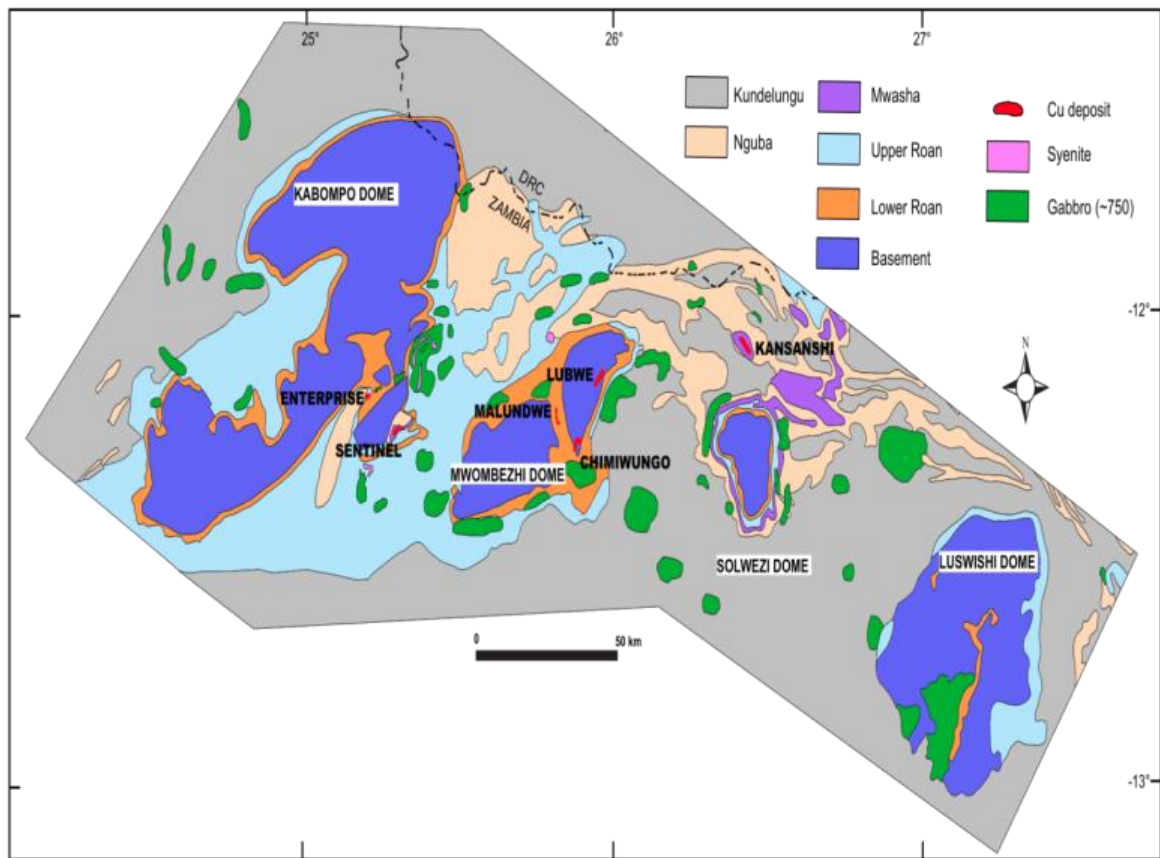 25°
26°
27°
Kundelungu
Nguba
Mwasha
Upper Roan
Lower Roan
Basement
Cu deposit
Syenite
Gabbro (~750)
KABOMPO DOME
DRC
ZAMBIA
-12°
N
KANSANSHI
LUBWE
ENTERPRISE
MALUNDWE
SENTINEL
CHIMIWUNGO
MWOMBEZHI DOME
SOLWEZI DOME
LUSWISHI DOME
0
50 km
-13°